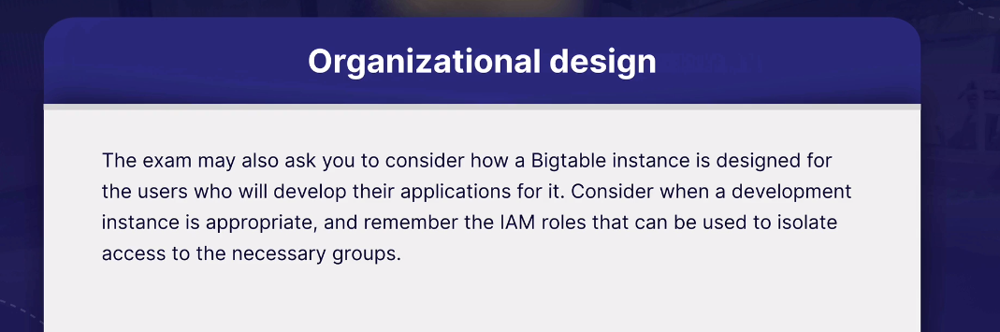 Organizational design
The exam may also ask you to consider how a Bigtable instance is designed for
the users who will develop their applications for it. Consider when a development
instance is appropriate, and remember the IAM roles that can be used to isolate
access to the necessary groups.